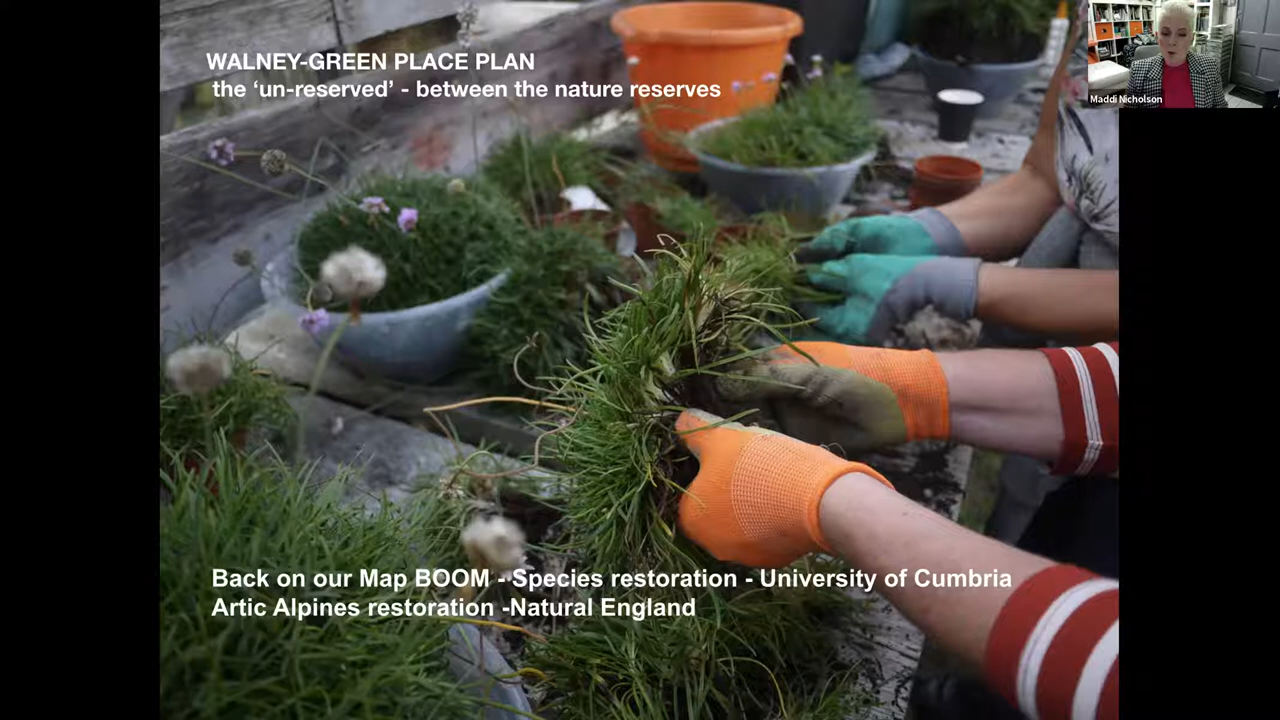 WALNEY-GREEN PLACE PLAN
the ‘un-reserved’ - between the nature reserves
Maddi Nicholson
Back on our Map BOOM - Species restoration - University of Cumbria
Artic Alpines restoration -Natural England